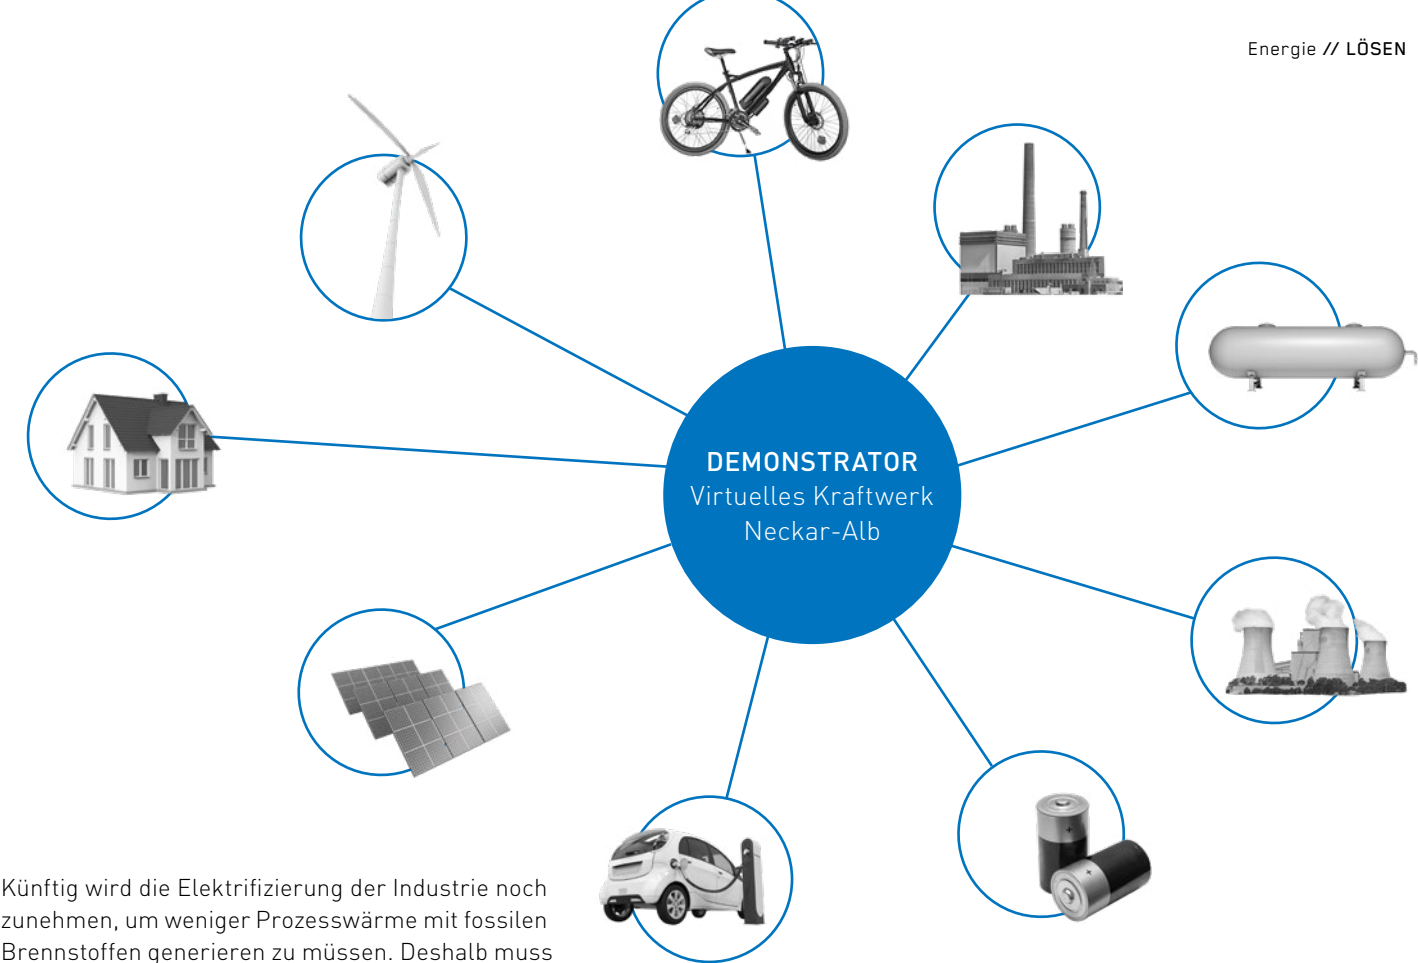 Energie // LÖSEN
DEMONSTRATOR
Virtuelles Kraftwerk
Neckar-Alb
Künftig wird die Elektrifizierung der Industrie noch
zunehmen, um weniger Prozesswärme mit fossilen
Brennstoffen generieren zu müssen. Deshalb muss